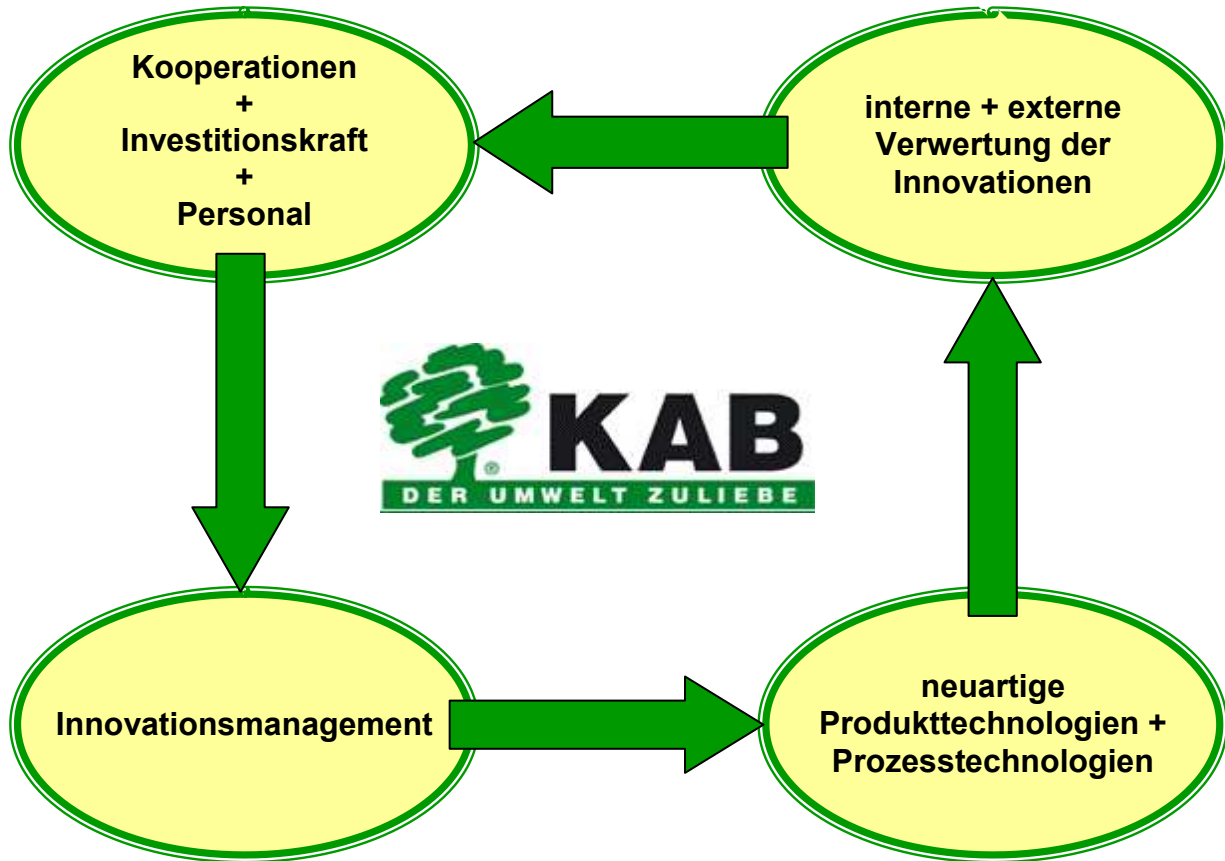 Kooperationen
+
Investitionskraft
+
Personal
interne + externe
Verwertung der
Innovationen
®
KAB
DER UMWELT ZULIEBE
Innovationsmanagement
neuartige
Produkttechnologien +
Prozesstechnologien